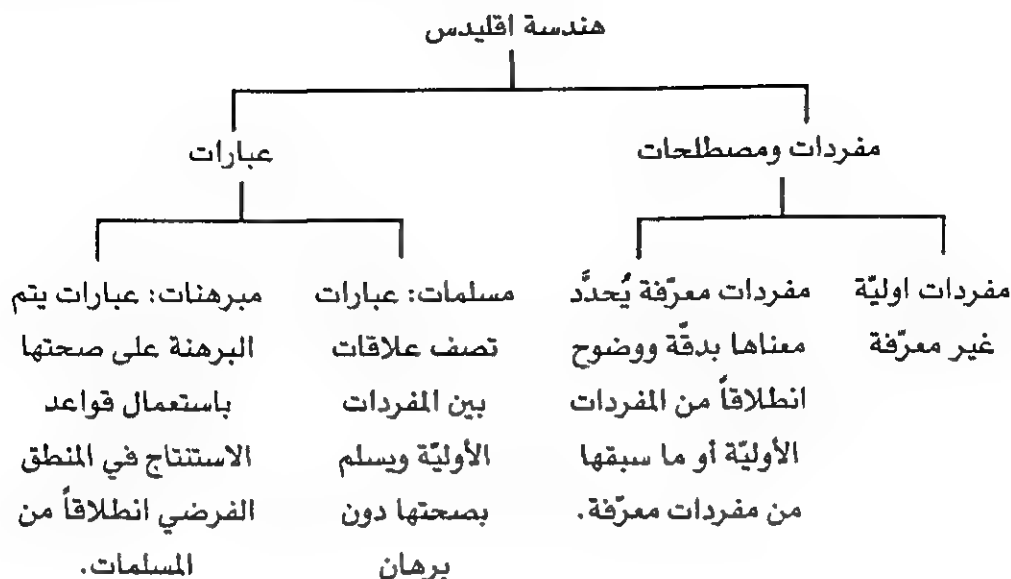 هندسة اقليدس
مفردات ومصطلحات
عبارات
مفردات اوليّة
غير معرّفة
مفردات معرّفة يُحدَّد
معناها بدقّة ووضوح
انطلاقاً من المفردات
الأوليّة أو ما سبقها
من مفردات معرّفة.
مسلمات: عبارات
تصف علاقات
بين المفردات
الأوليّة ويسلم
بصحتها دون
برهان
مبرهنات: عبارات يتم
البرهنة على صحتها
باستعمال قواعد
الاستنتاج في المنطق
الفرضي انطلاقاً من
المسلمات.